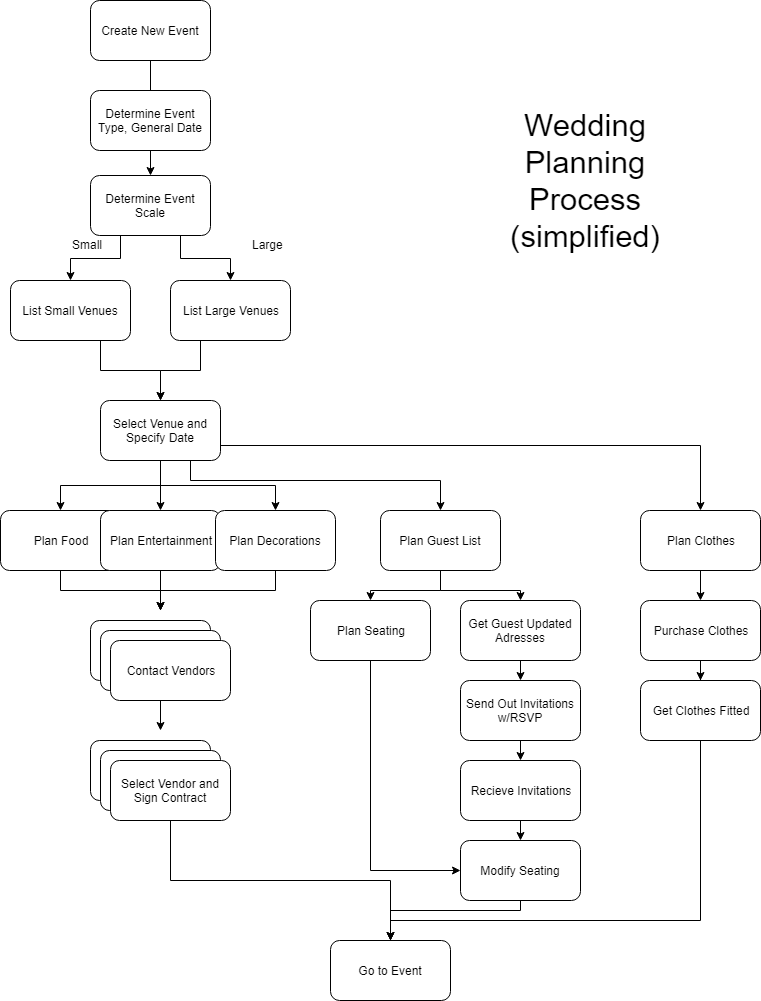 Create New Event
Determine Event
Type, General Date
Wedding
Planning
Process
(simplified)
Determine Event
Scale
Small
Large
List Small Venues
List Large Venues
Select Venue and
Specify Date
Plan Food
Plan Entertainment
Plan Decorations
Plan Guest List
Plan Clothes
Plan Seating
Get Guest Updated
Adresses
Purchase Clothes
Contact Vendors
Send Out Invitations
w/RSVP
Get Clothes Fitted
Select Vendor and
Sign Contract
Recieve Invitations
Modify Seating
Go to Event